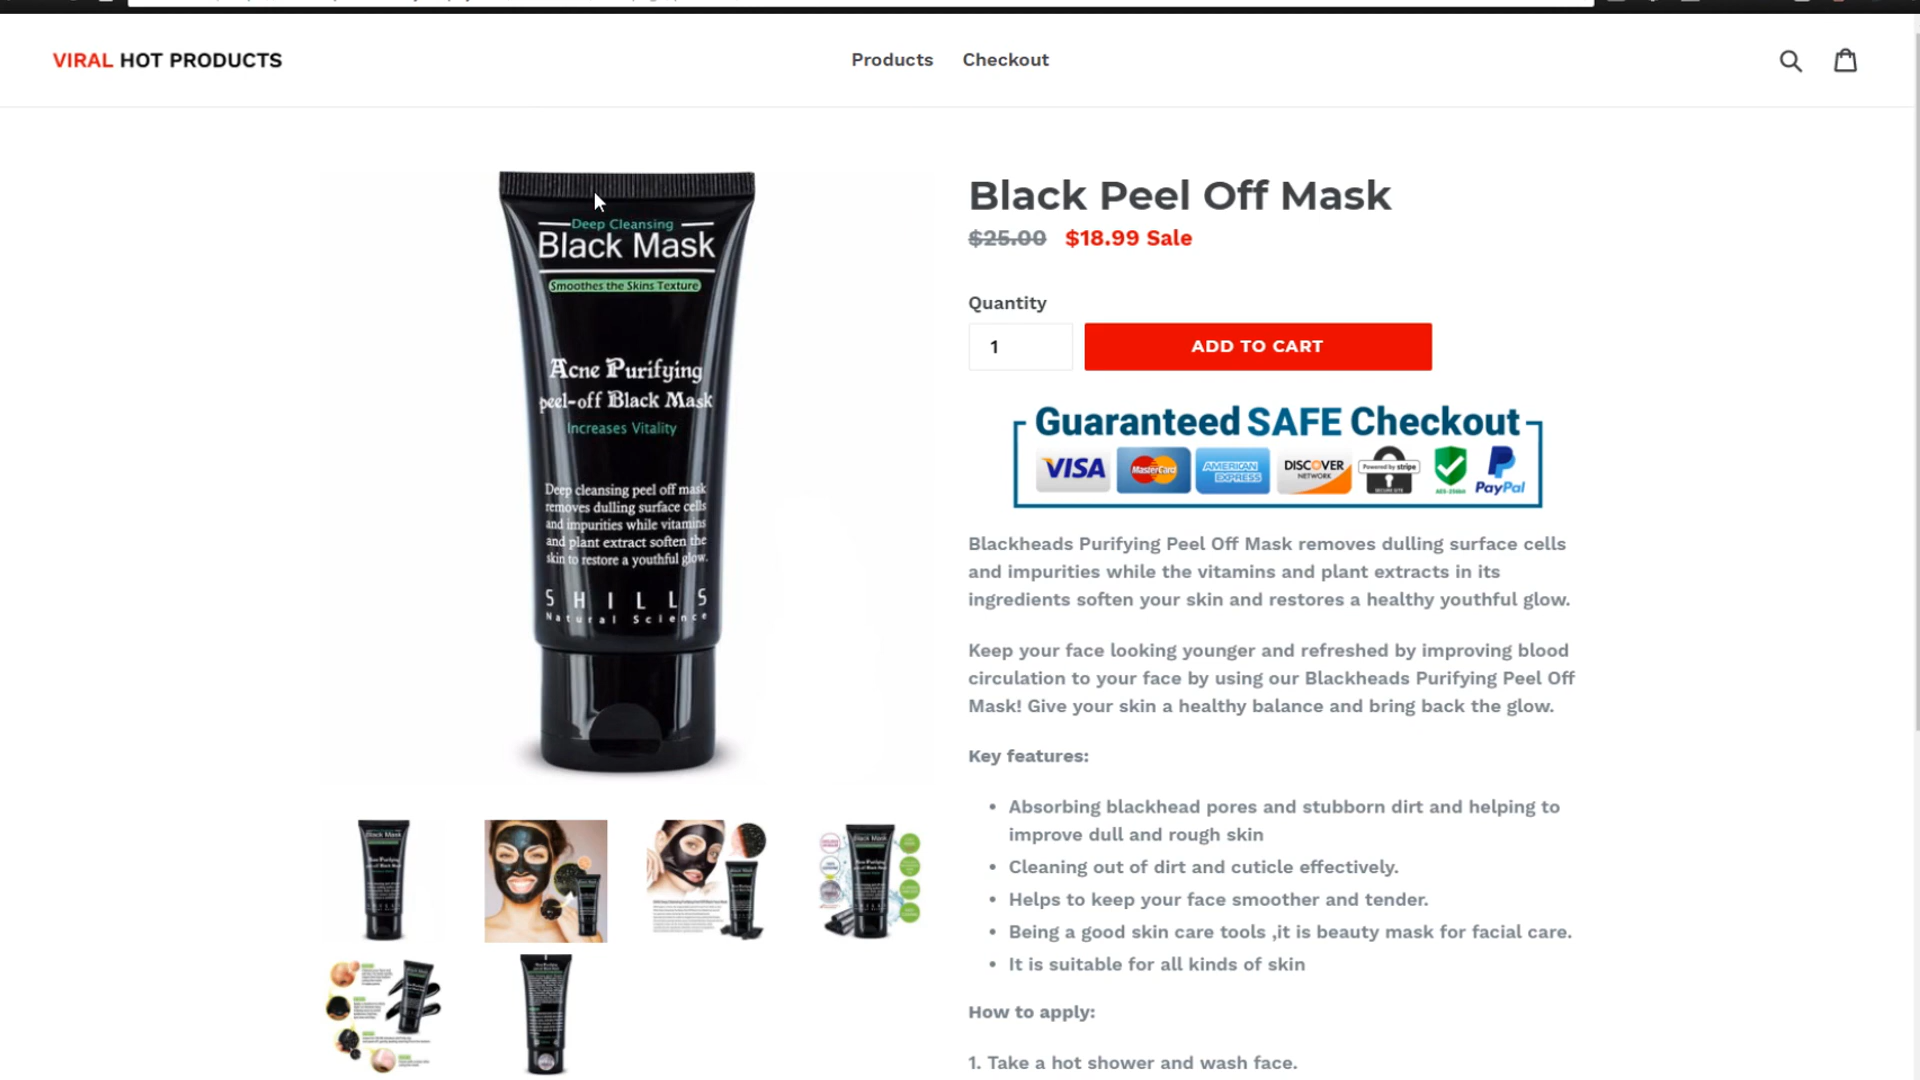 VIRAL HOT PRODUCTS
Products
Checkout
Deep Cleansing
Black Mask
Smoothes the Skins Texture
Acne Purifying
peel-off Black Mask
Increases Vitality
Deep cleansing peel off mask
removes dulling surface cells
and impurities while vitamins
and plant extract soften the
skin to restore a youthful glow.
SHILLS
Natural Science
Black Peel Off Mask
$25.00 $18.99 Sale
Quantity
1
ADD TO CART
Guaranteed SAFE Checkout
VISA
MasterCard
AMERICAN EXPRESS
DISCOVER NETWORK
Powered by stripe
SECURE SITE
PayPal
Blackheads Purifying Peel Off Mask removes dulling surface cells
and impurities while the vitamins and plant extracts in its
ingredients soften your skin and restores a healthy youthful glow.
Keep your face looking younger and refreshed by improving blood
circulation to your face by using our Blackheads Purifying Peel Off
Mask! Give your skin a healthy balance and bring back the glow.
Key features:
• Absorbing blackhead pores and stubborn dirt and helping to
improve dull and rough skin
• Cleaning out of dirt and cuticle effectively.
• Helps to keep your face smoother and tender.
• Being a good skin care tools ,it is beauty mask for facial care.
• It is suitable for all kinds of skin
How to apply:
1. Take a hot shower and wash face.
Black Mask
Black Mask